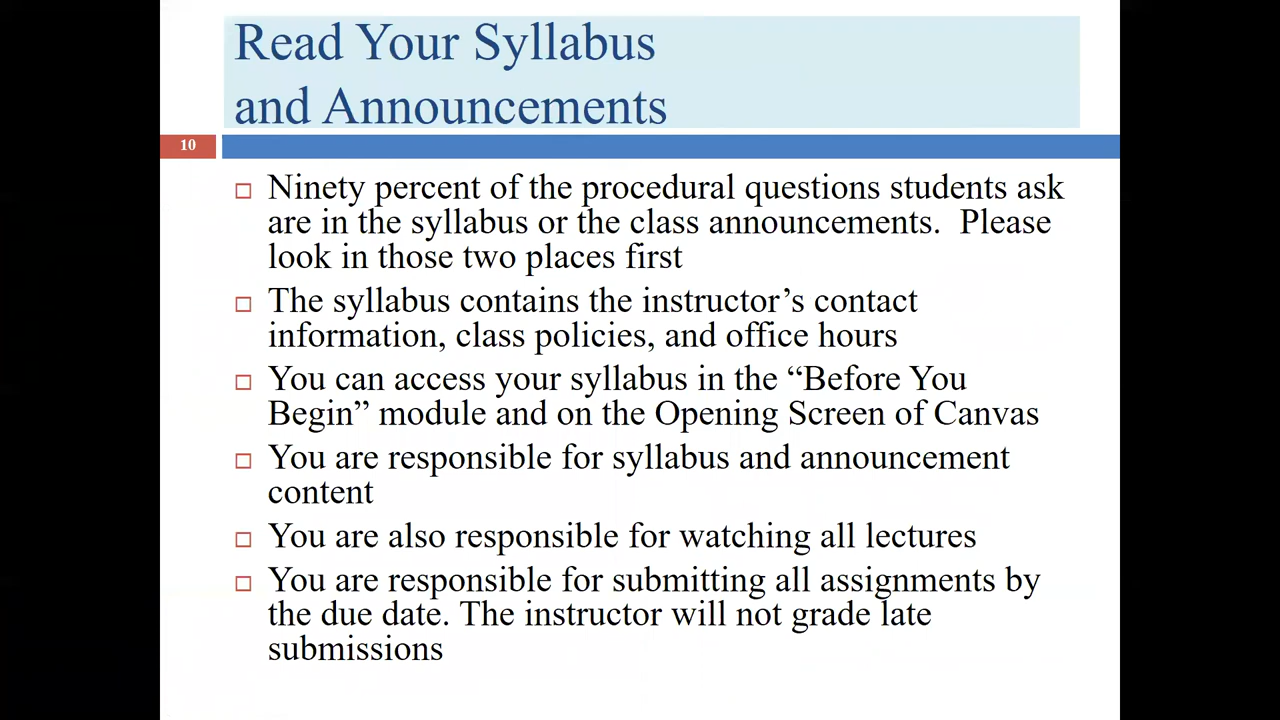 Read Your Syllabus
and Announcements
10
Ninety percent of the procedural questions students ask
are in the syllabus or the class announcements.  Please
look in those two places first
The syllabus contains the instructor’s contact
information, class policies, and office hours
You can access your syllabus in the “Before You
Begin” module and on the Opening Screen of Canvas
You are responsible for syllabus and announcement
content
You are also responsible for watching all lectures
You are responsible for submitting all assignments by
the due date. The instructor will not grade late
submissions